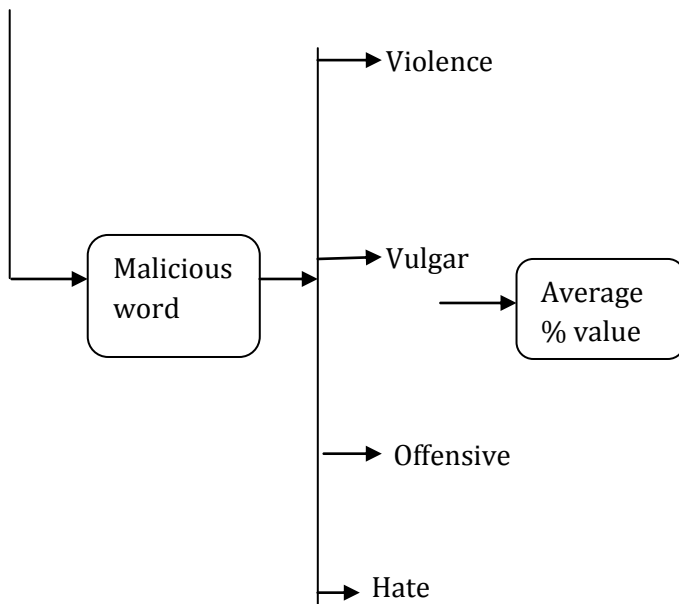 Violence
Malicious
word
Vulgar
Average
% value
Offensive
Hate